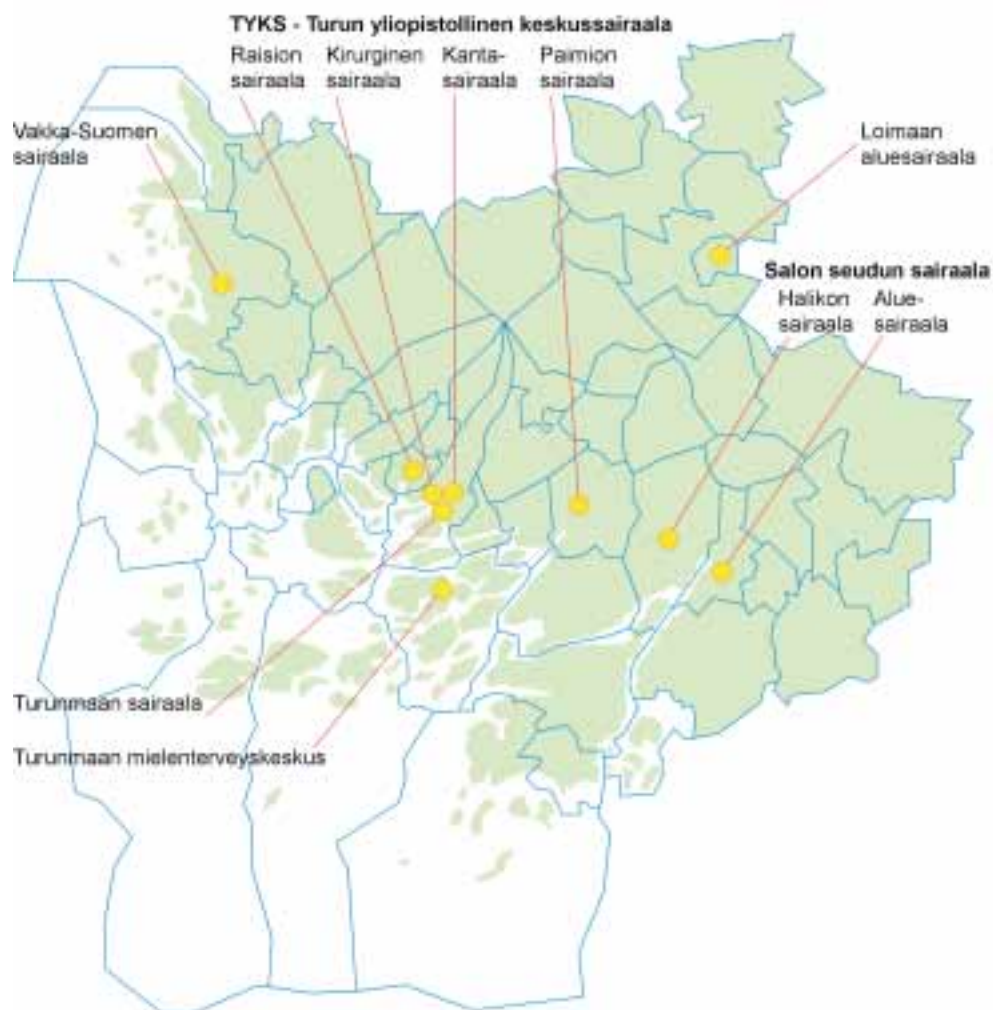 TYKS - Turun yliopistollinen keskussairaala
Raision
sairaala
Kirurginen
sairaala
Kanta-
sairaala
Paimion
sairaala
Vakka-Suomen
sairaala
Loimaan
aluesairaala
Salon seudun sairaala
Halikon
sairaala
Alue-
sairaala
Turunmaan sairaala
Turunmaan mielenterveyskeskus